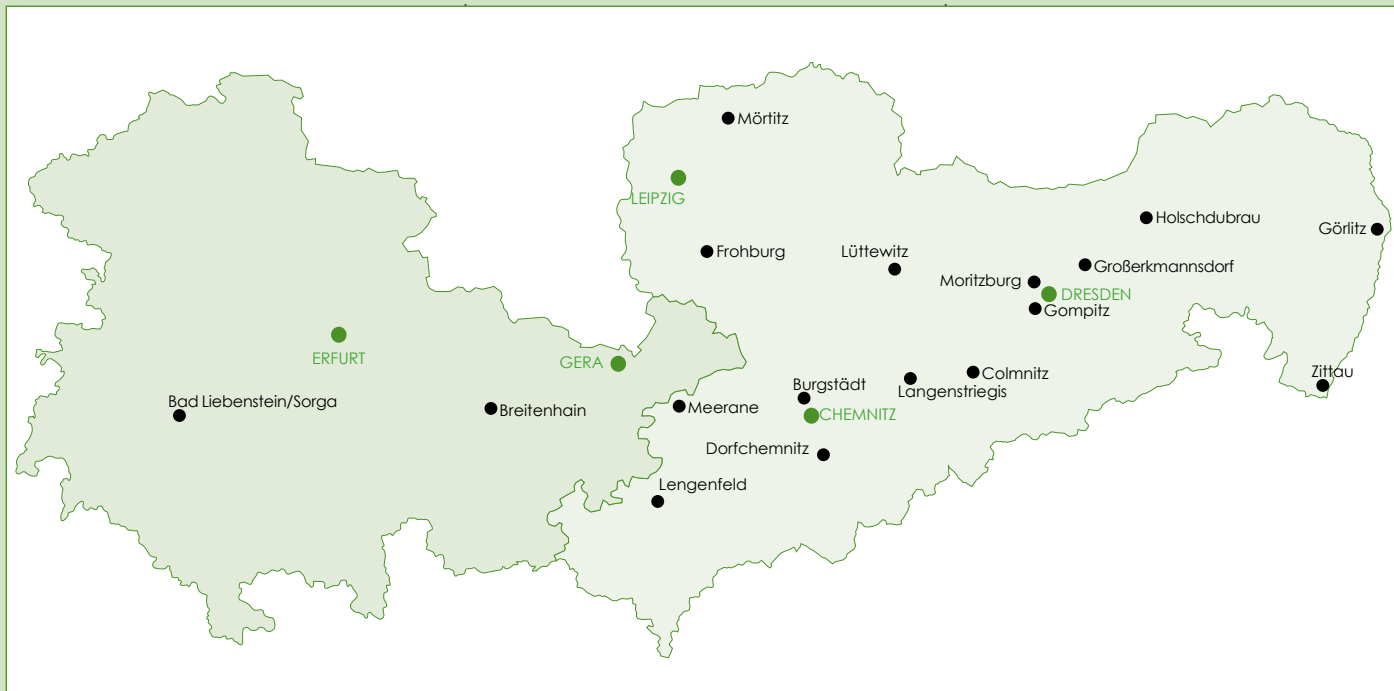 Mörtitz
LEIPZIG
Holschdubrau
Görlitz
Frohburg
Lüttewitz
Großerkmannsdorf
Moritzburg
DRESDEN
Gompitz
ERFURT
GERA
Colmnitz
Zittau
Burgstädt
Langenstriegis
Bad Liebenstein/Sorga
Breitenhain
Meerane
CHEMNITZ
Dorfchemnitz
Lengenfeld